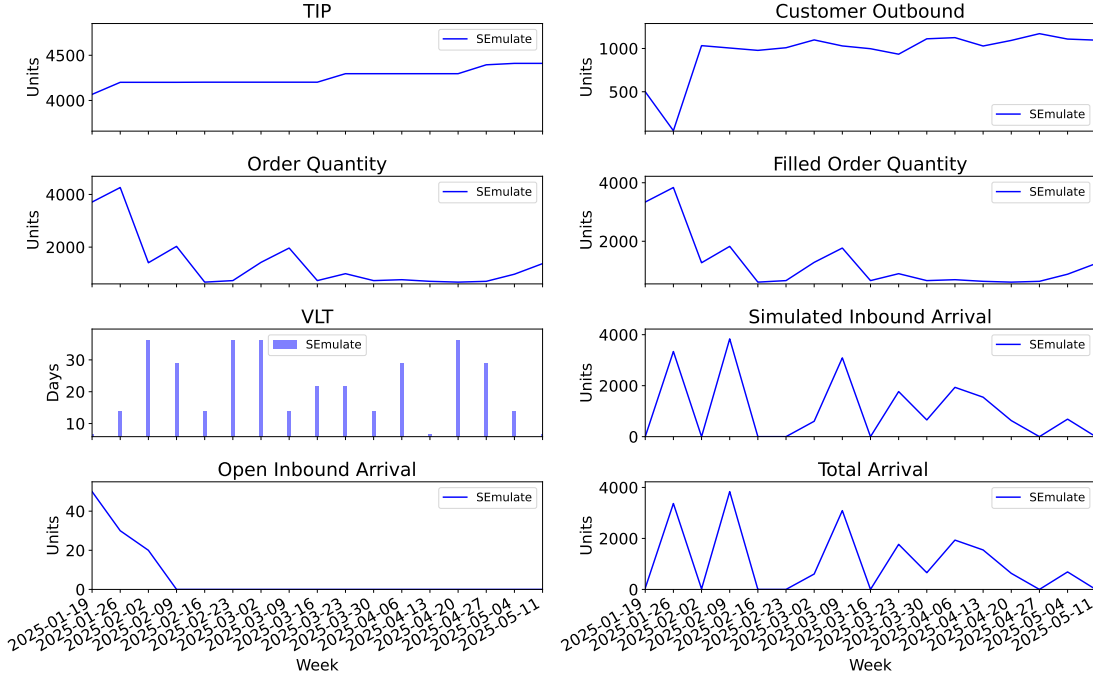 TIP
Units
4500
4000
SEmulate
Customer Outbound
Units
1000
500
SEmulate
Order Quantity
Units
4000
2000
SEmulate
Filled Order Quantity
Units
4000
2000
SEmulate
VLT
Days
30
20
10
SEmulate
Simulated Inbound Arrival
Units
4000
2000
0
SEmulate
Open Inbound Arrival
Units
40
20
0
SEmulate
2025-01-19
2025-01-26
2025-02-02
2025-02-09
2025-02-16
2025-02-23
2025-03-02
2025-03-09
2025-03-16
2025-03-23
2025-03-30
2025-04-06
2025-04-13
2025-04-20
2025-04-27
2025-05-04
2025-05-11
Week
Total Arrival
Units
4000
2000
0
SEmulate
2025-01-19
2025-01-26
2025-02-02
2025-02-09
2025-02-16
2025-02-23
2025-03-02
2025-03-09
2025-03-16
2025-03-23
2025-03-30
2025-04-06
2025-04-13
2025-04-20
2025-04-27
2025-05-04
2025-05-11
Week